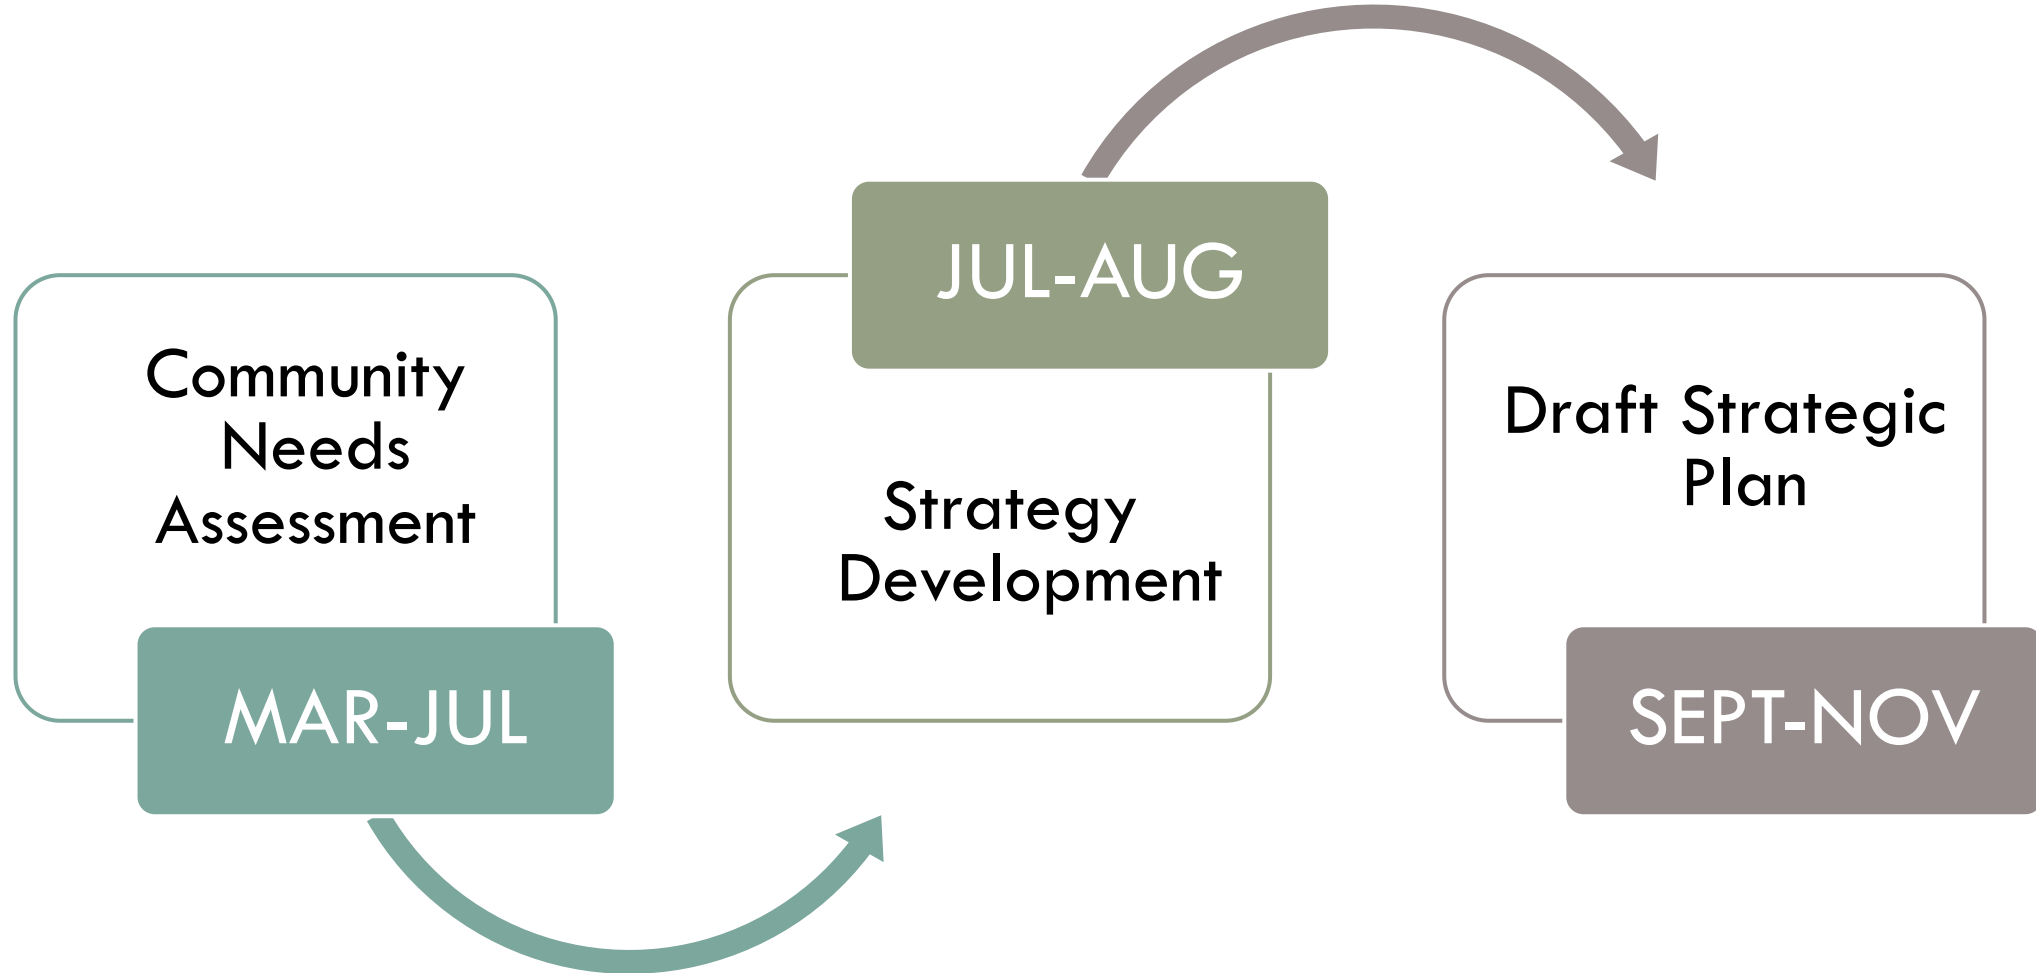 Community
Needs
Assessment
MAR-JUL
JUL-AUG
Strategy
Development
Draft Strategic
Plan
SEPT-NOV